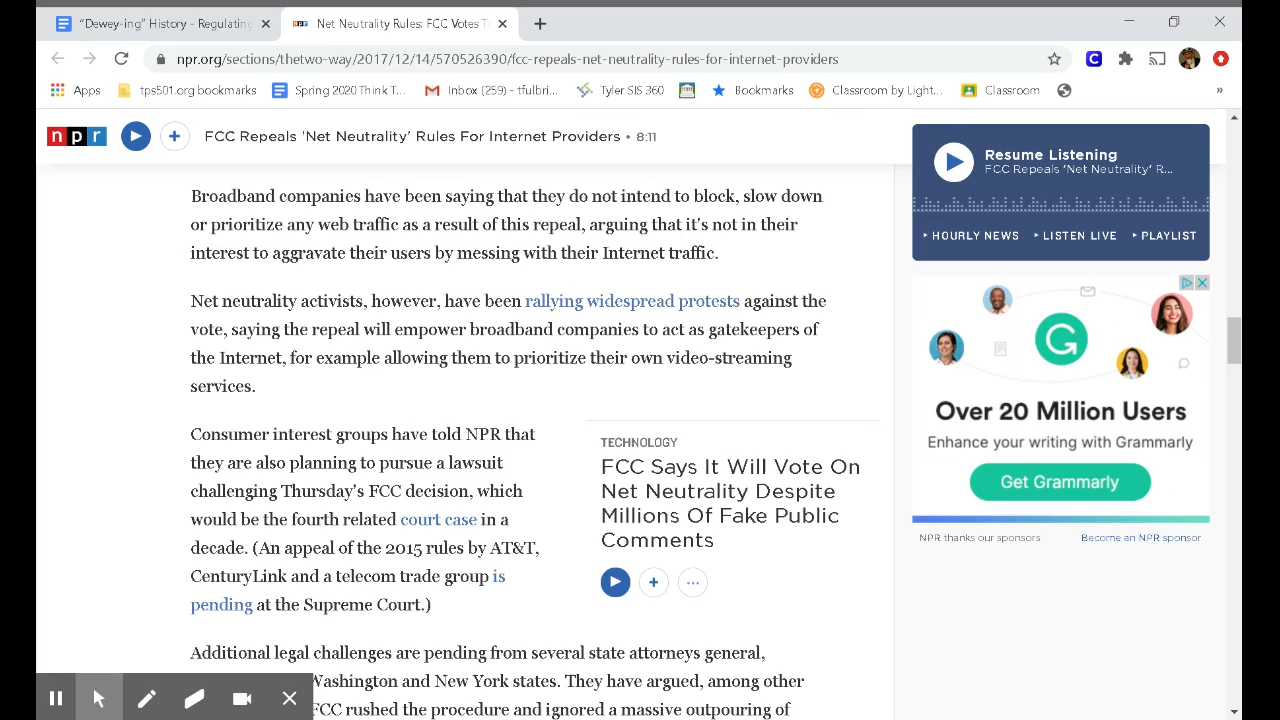 "Dewey-ing" History - Regulating
Net Neutrality Rules: FCC Votes T
npr.org/sections/thetwo-way/2017/12/14/570526390/fcc-repeals-net-neutrality-rules-for-internet-providers
Apps tps501.org bookmarks Spring 2020 Think T... Inbox (259) - tfulbri... Tyler SIS 360 Bookmarks Classroom by Light... Classroom »
npr FCC Repeals 'Net Neutrality' Rules For Internet Providers • 8:11
Broadband companies have been saying that they do not intend to block, slow down
or prioritize any web traffic as a result of this repeal, arguing that it's not in their
interest to aggravate their users by messing with their Internet traffic.
Net neutrality activists, however, have been rallying widespread protests against the
vote, saying the repeal will empower broadband companies to act as gatekeepers of
the Internet, for example allowing them to prioritize their own video-streaming
services.
Consumer interest groups have told NPR that
they are also planning to pursue a lawsuit
challenging Thursday's FCC decision, which
would be the fourth related court case in a
decade. (An appeal of the 2015 rules by AT&T,
CenturyLink and a telecom trade group is
pending at the Supreme Court.)
TECHNOLOGY
FCC Says It Will Vote On
Net Neutrality Despite
Millions Of Fake Public
Comments
Additional legal challenges are pending from several state attorneys general,
Washington and New York states. They have argued, among other
FCC rushed the procedure and ignored a massive outpouring of
Resume Listening
FCC Repeals 'Net Neutrality' R...
HOURLY NEWS LISTEN LIVE PLAYLIST
Over 20 Million Users
Enhance your writing with Grammarly
Get Grammarly
NPR thanks our sponsors Become an NPR sponsor